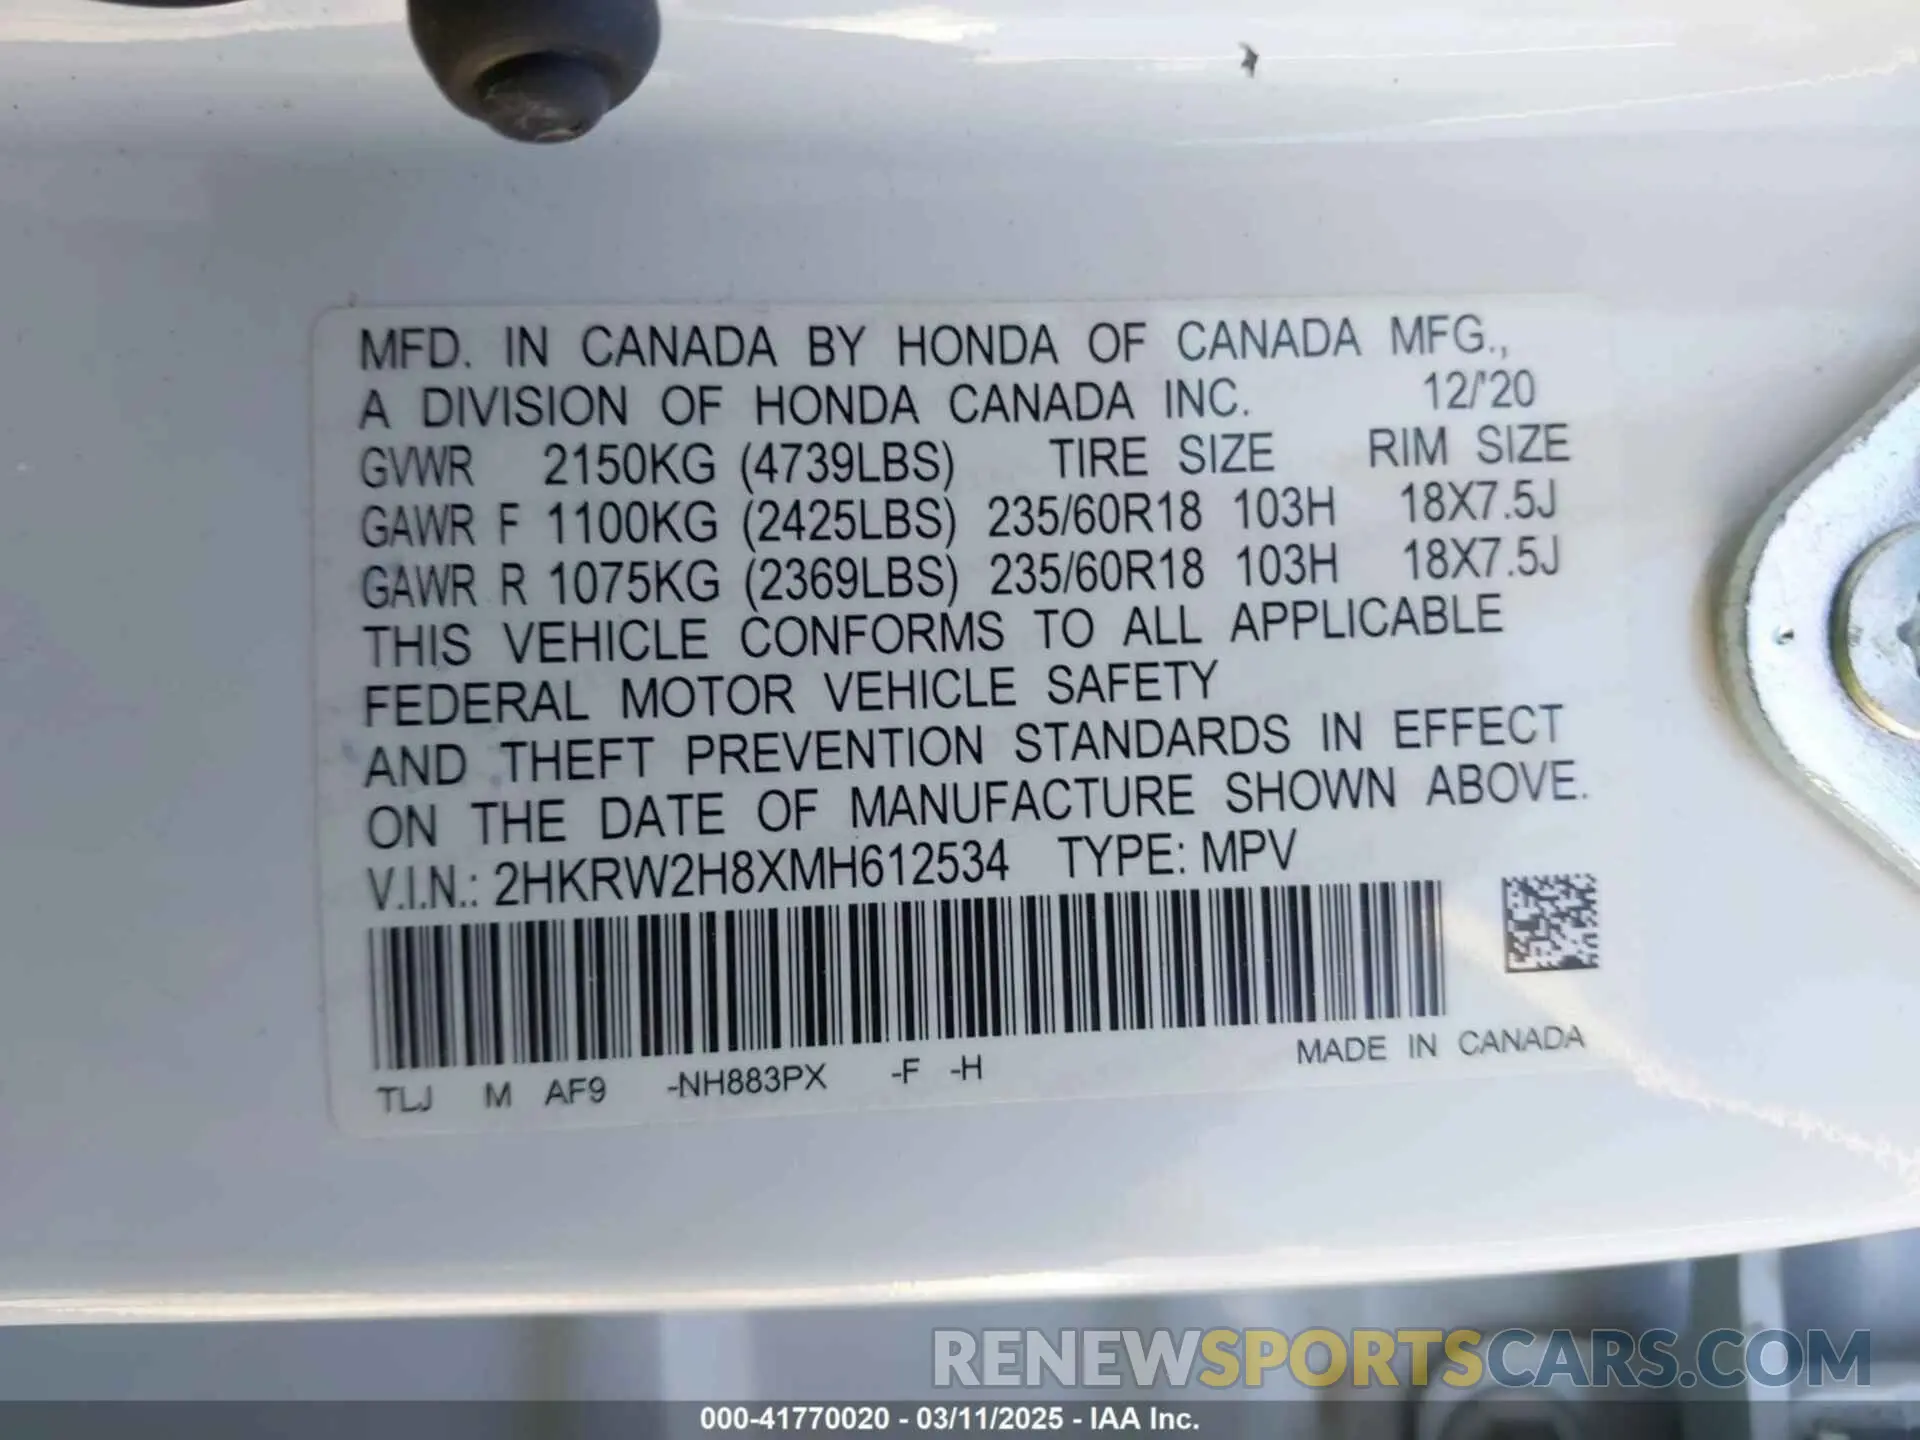 MFD. IN CANADA BY HONDA OF CANADA MFG.,
A DIVISION OF HONDA CANADA INC. 12/'20
GVWR 2150KG (4739LBS) TIRE SIZE RIM SIZE
GAWR F 1100KG (2425LBS) 235/60R18 103H 18X7.5J
GAWR R 1075KG (2369LBS) 235/60R18 103H 18X7.5J
THIS VEHICLE CONFORMS TO ALL APPLICABLE
FEDERAL MOTOR VEHICLE SAFETY
AND THEFT PREVENTION STANDARDS IN EFFECT
ON THE DATE OF MANUFACTURE SHOWN ABOVE.
V.I.N.: 2HKRW2H8XMH612534 TYPE: MPV
TLJ M AF9 -NH883PX -F -H MADE IN CANADA
RENEWSPORTSCARS.COM
000-41770020 - 03/11/2025 - IAA Inc.